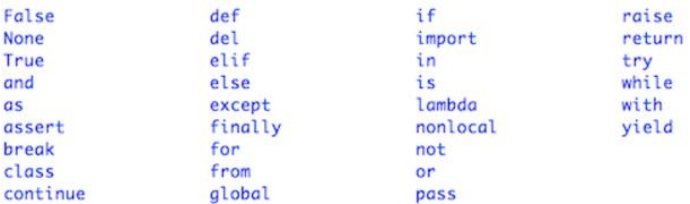 False def if raise
None del import return
True elif in try
and else is while
as except lambda with
assert finally nonlocal yield
break for not
class from or
continue global pass